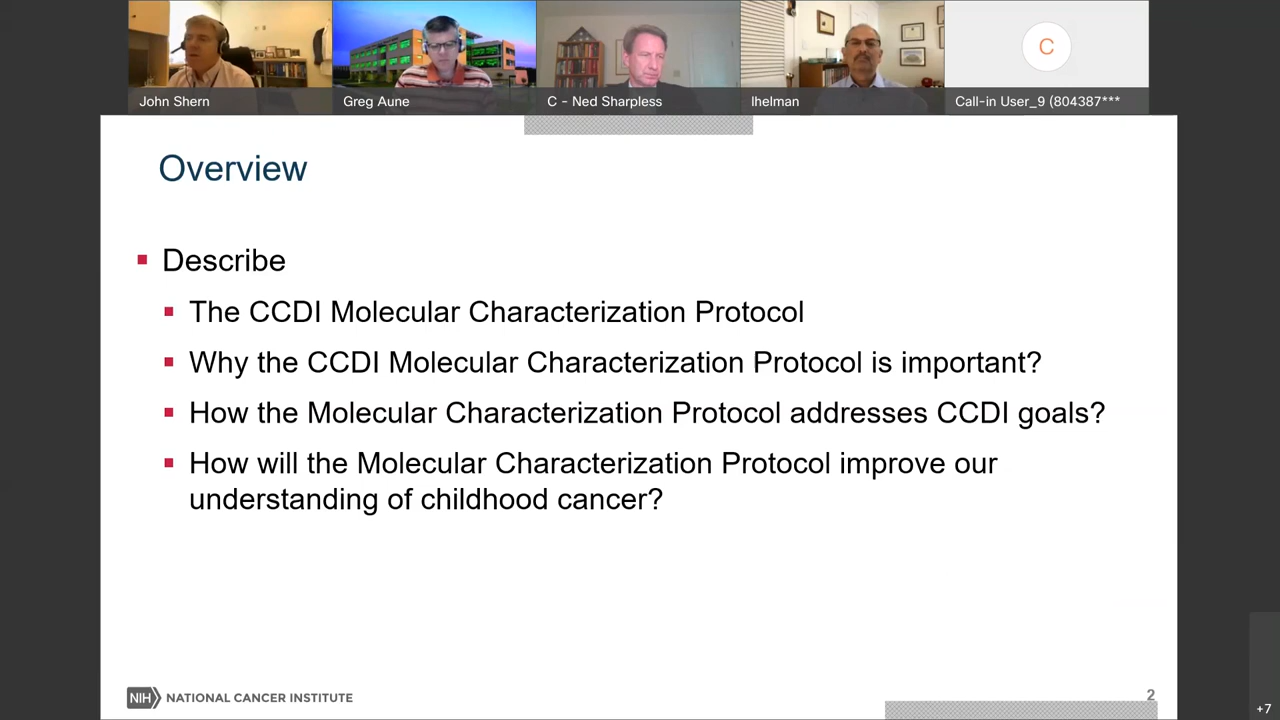 C
John Shern
Greg Aune
C - Ned Sharpless
lhelman
Call-in User_9 (804387***
Overview
Describe
The CCDI Molecular Characterization Protocol
Why the CCDI Molecular Characterization Protocol is important?
How the Molecular Characterization Protocol addresses CCDI goals?
How will the Molecular Characterization Protocol improve our
understanding of childhood cancer?
NIH NATIONAL CANCER INSTITUTE
2
+7